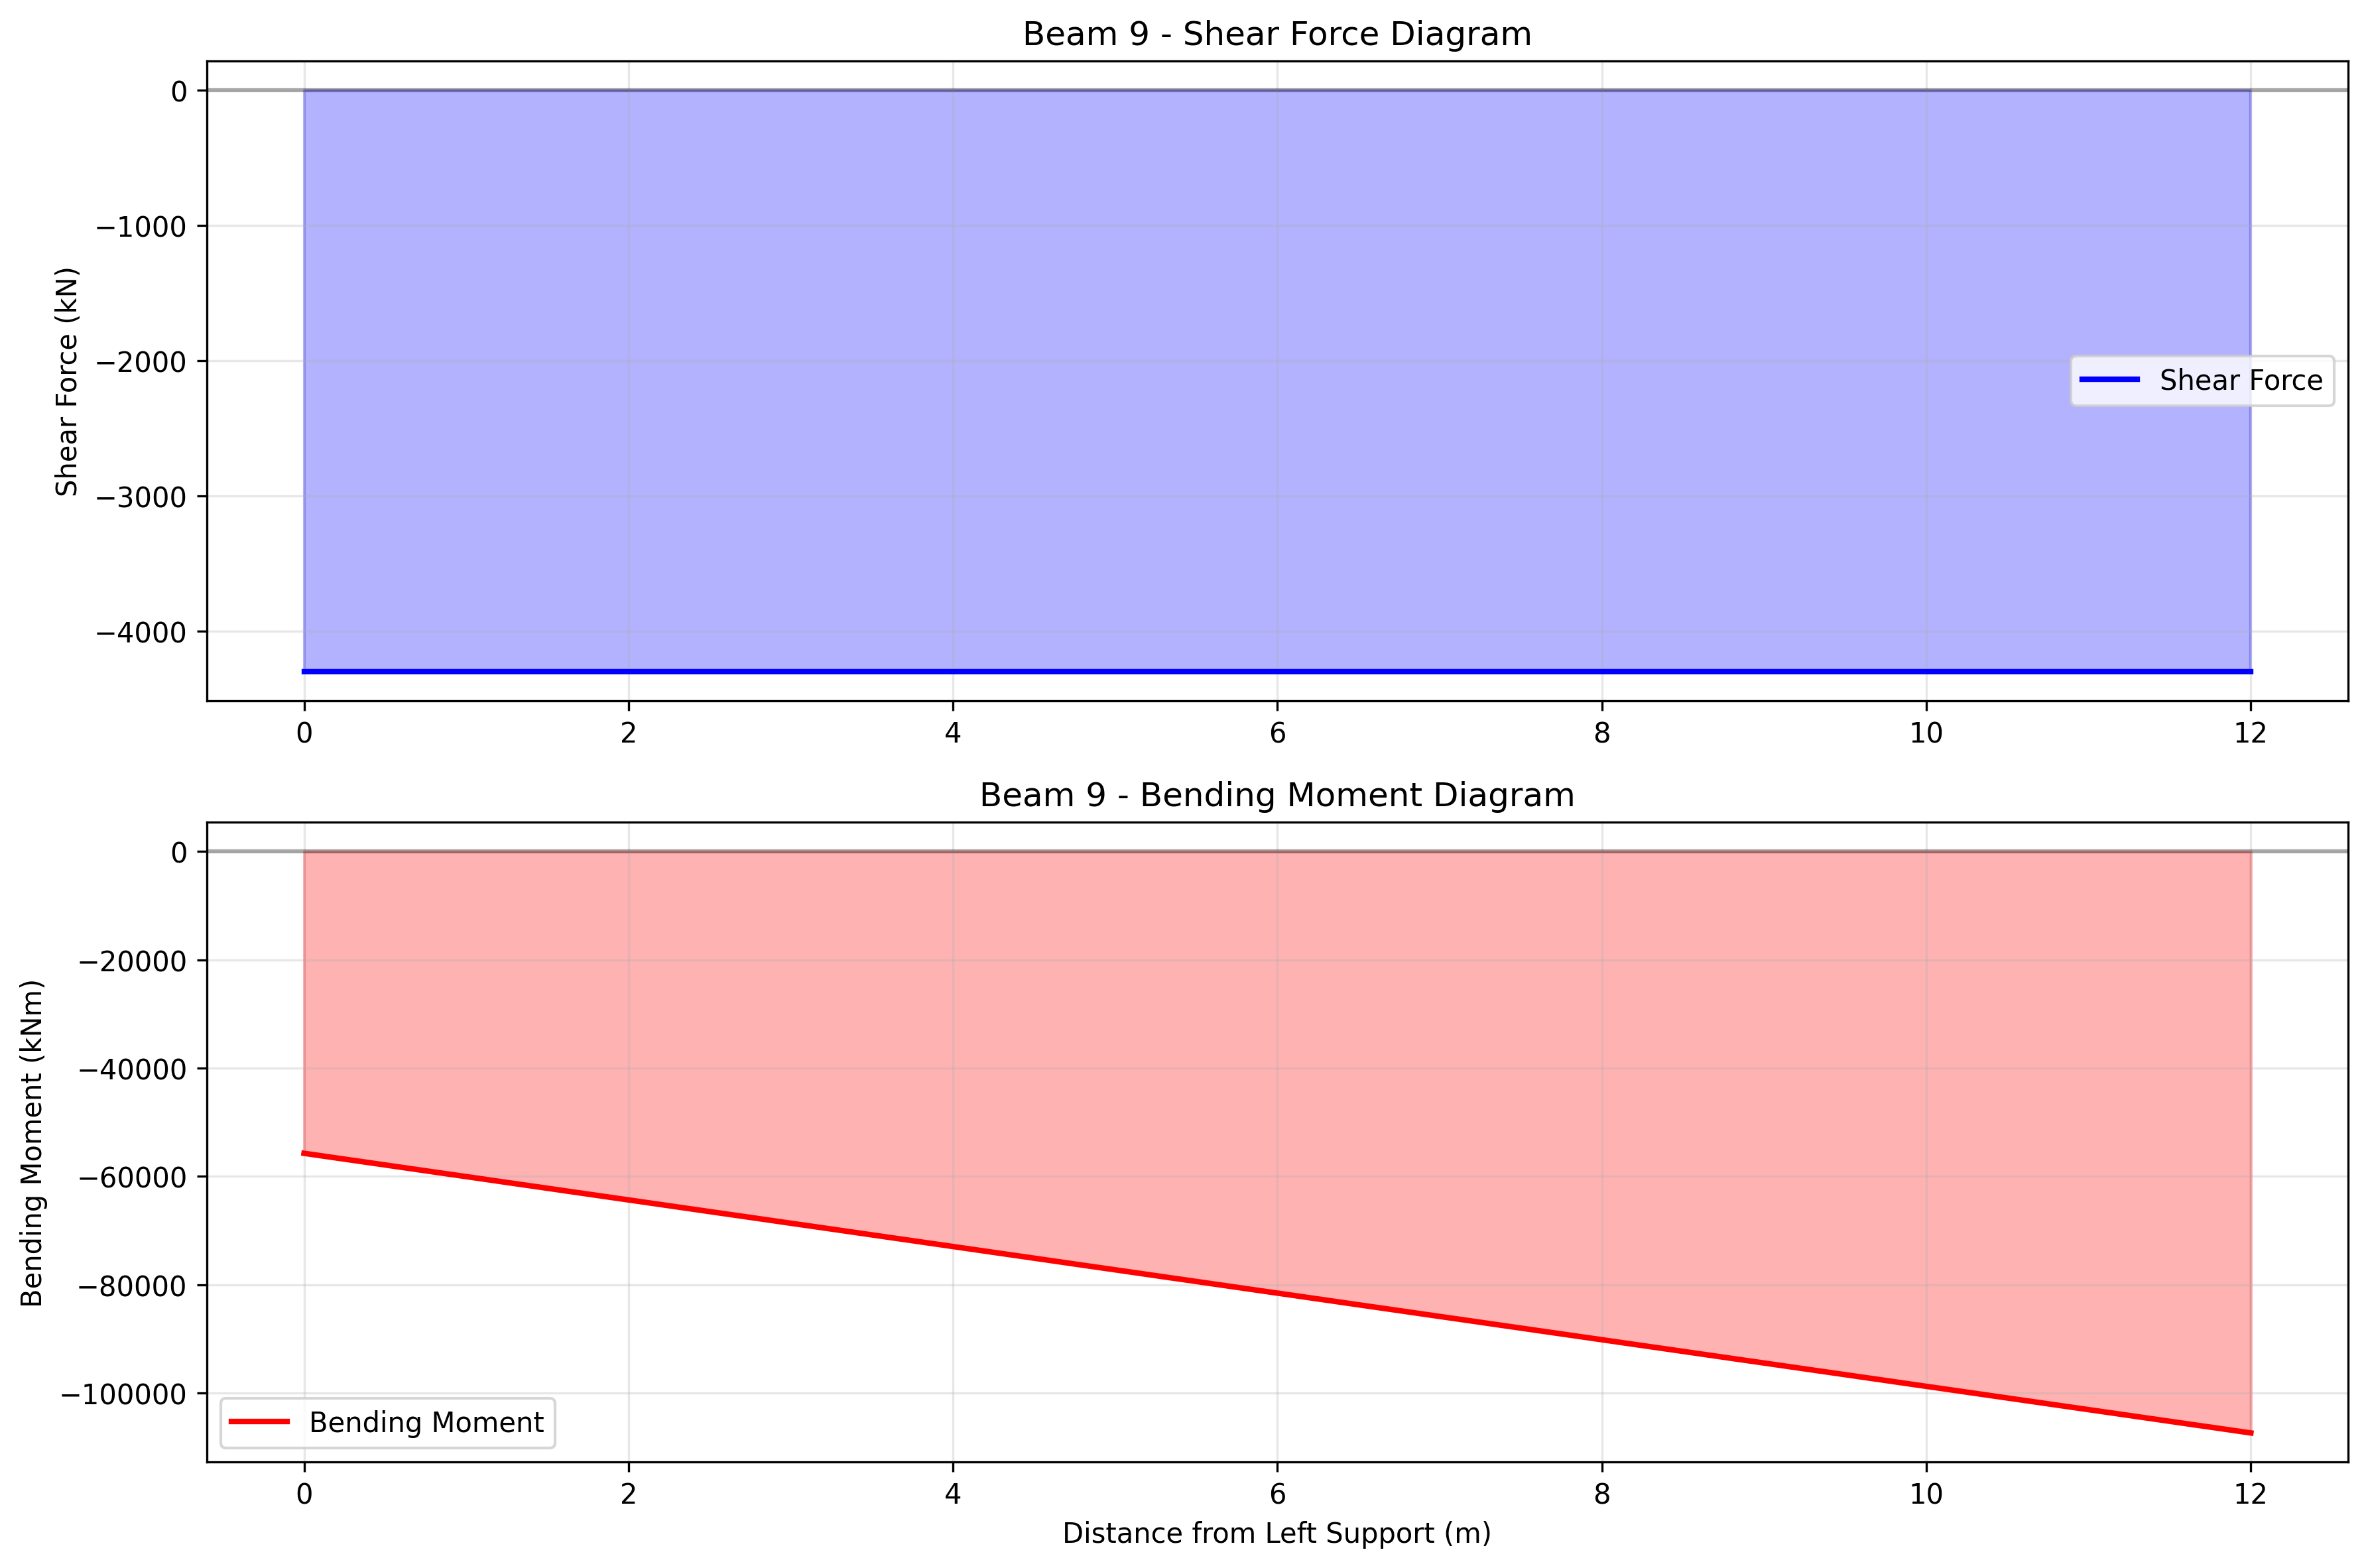 Beam 9 - Shear Force Diagram
Shear Force (kN)
0
−1000
−2000
−3000
−4000
Shear Force
0 2 4 6 8 10 12
Beam 9 - Bending Moment Diagram
Bending Moment (kNm)
0
−20000
−40000
−60000
−80000
−100000
Bending Moment
0 2 4 6 8 10 12
Distance from Left Support (m)